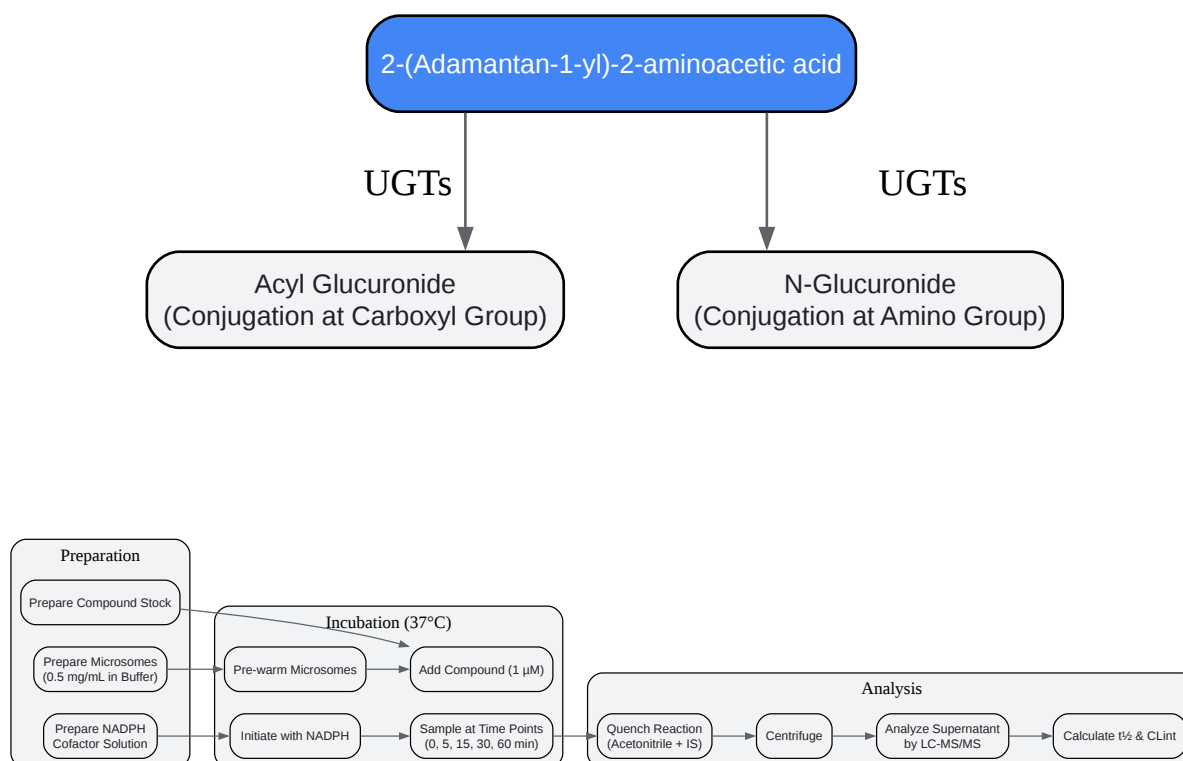 2-(Adamantan-1-yl)-2-aminoacetic acid
UGTs
UGTs
Acyl Glucuronide
(Conjugation at Carboxyl Group)
N-Glucuronide
(Conjugation at Amino Group)
Preparation
Prepare Compound Stock
Prepare Microsomes
(0.5 mg/mL in Buffer)
Prepare NADPH
Cofactor Solution
Incubation (37°C)
Pre-warm Microsomes
Add Compound (1 µM)
Initiate with NADPH
Sample at Time Points
(0, 5, 15, 30, 60 min)
Analysis
Quench Reaction
(Acetonitrile + IS)
Centrifuge
Analyze Supernatant
by LC-MS/MS
Calculate t½ & CLint